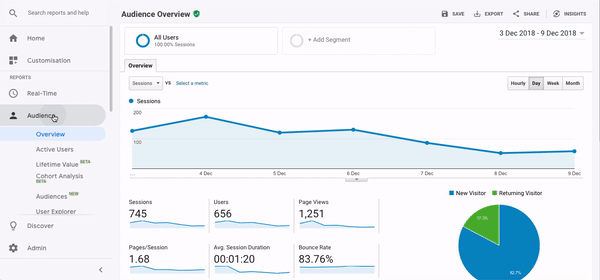 Search reports and help
Audience Overview
SAVE
EXPORT
SHARE
INSIGHTS
Home
Customisation
REPORTS
Real-Time
Audience
Overview
Active Users
Lifetime Value BETA
Cohort Analysis
BETA
Audiences NEW
User Explorer
Discover
Admin
All Users
100.00% Sessions
+ Add Segment
3 Dec 2018 - 9 Dec 2018
Overview
Sessions
VS
Select a metric
Hourly
Day
Week
Month
Sessions
200
100
...
4 Dec
5 Dec
6 Dec
7 Dec
8 Dec
9 Dec
Sessions
745
Users
656
Page Views
1,251
Pages/Session
1.68
Avg. Session Duration
00:01:20
Bounce Rate
83.76%
New Visitor
Returning Visitor
17.3%
82.7%